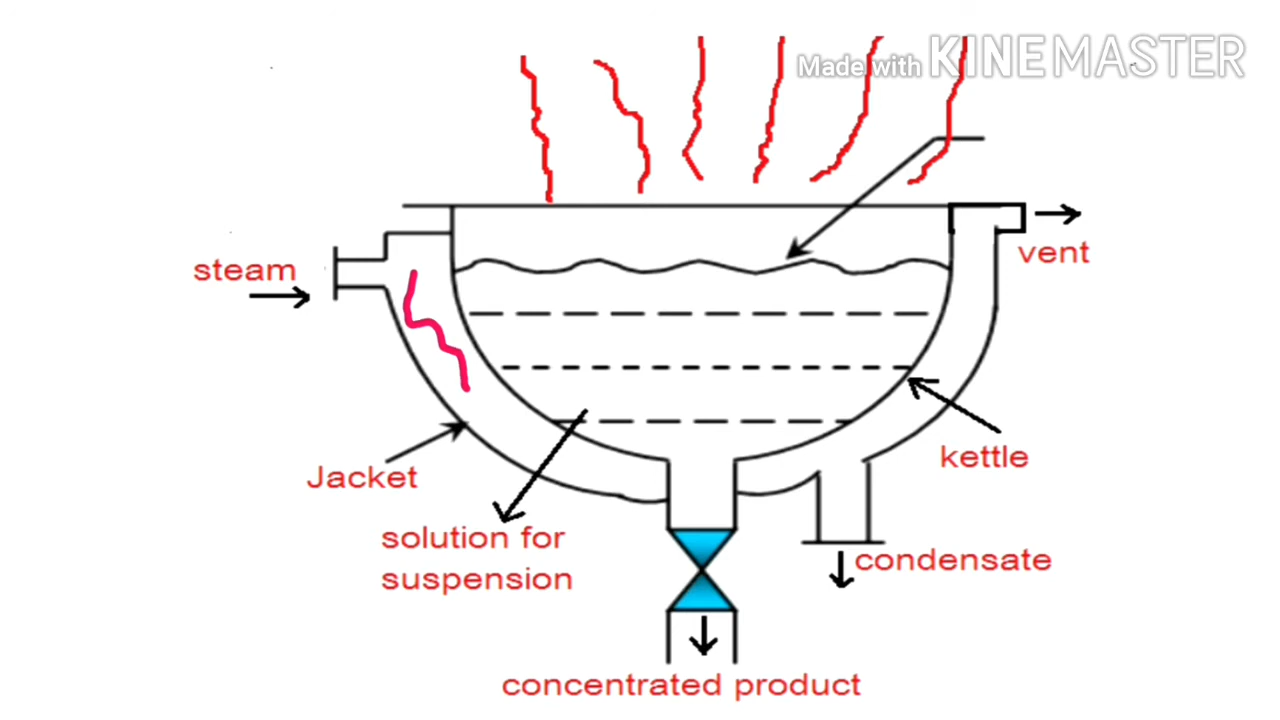 Made with KINEMASTER
steam
vent
Jacket
kettle
solution for
suspension
condensate
concentrated product